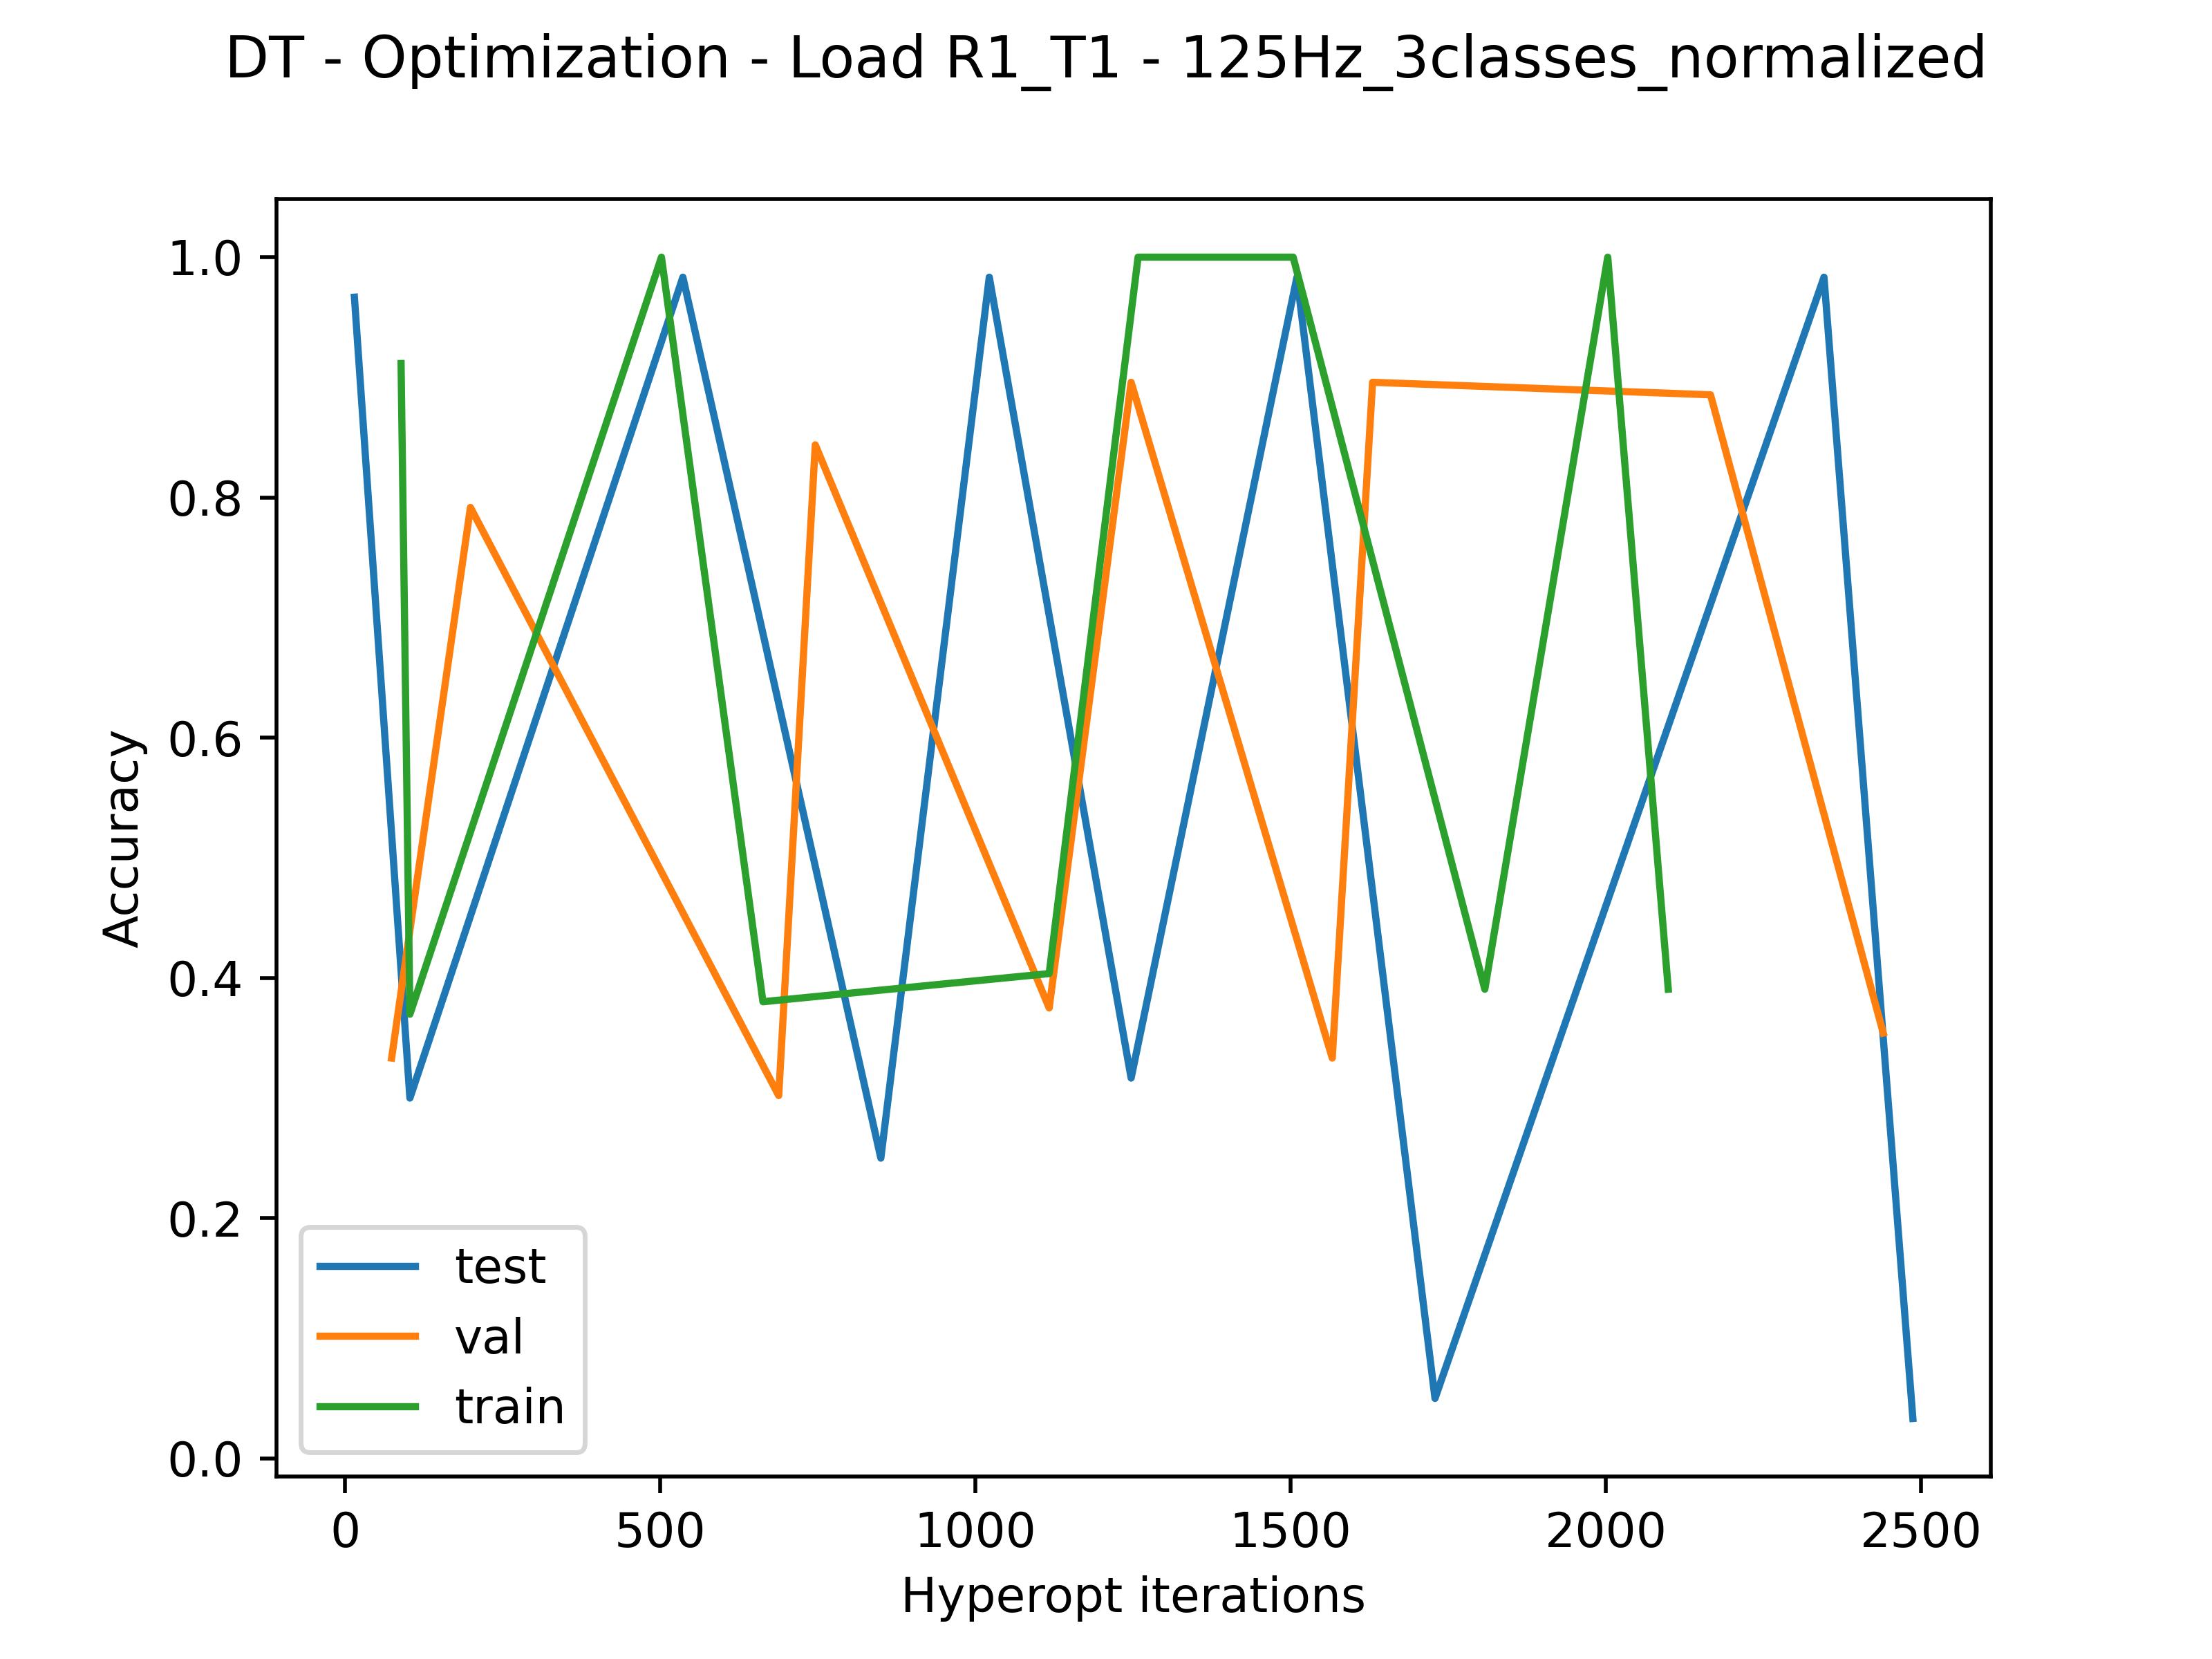 DT - Optimization - Load R1_T1 - 125Hz_3classes_normalized
1.0
0.8
0.6
0.4
0.2
0.0
Accuracy
test
val
train
0 500 1000 1500 2000 2500
Hyperopt iterations